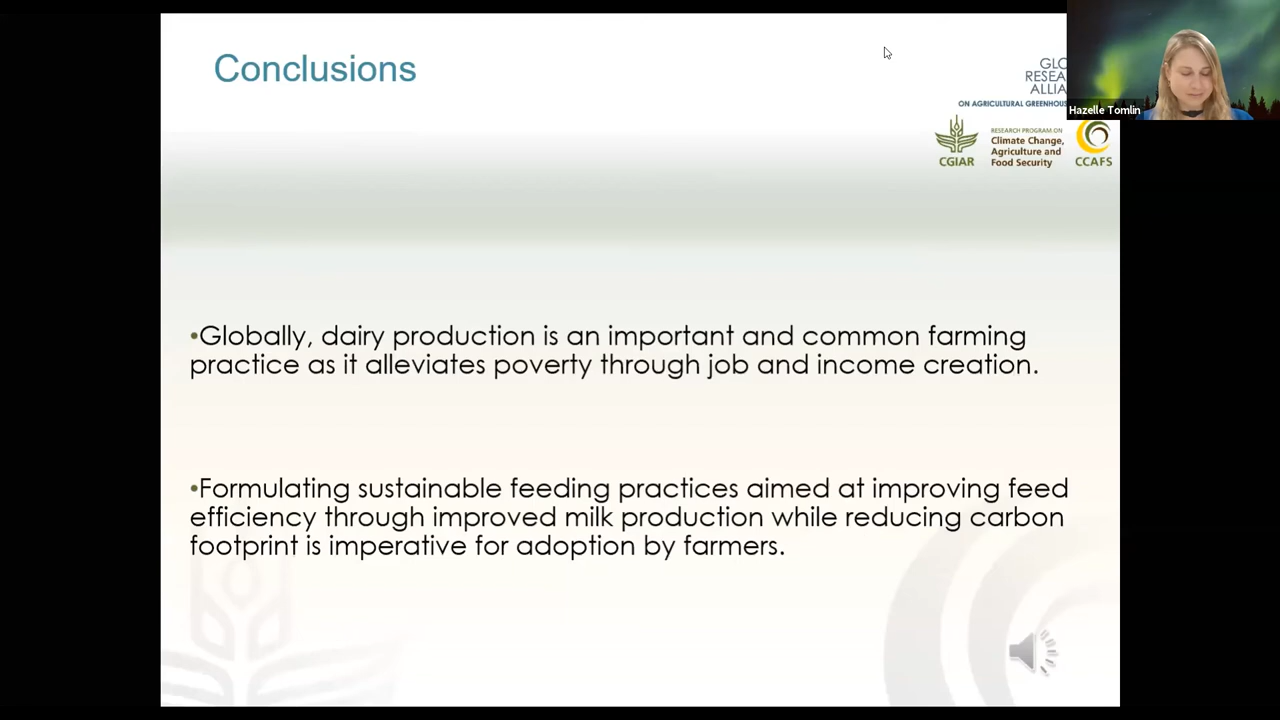 Conclusions
ON AGRICULTURAL GREENHOUS
CGIAR
RESEARCH PROGRAM ON
Climate Change,
Agriculture and
Food Security
CCAFS
Hazelle Tomlin
•Globally, dairy production is an important and common farming
practice as it alleviates poverty through job and income creation.
•Formulating sustainable feeding practices aimed at improving feed
efficiency through improved milk production while reducing carbon
footprint is imperative for adoption by farmers.